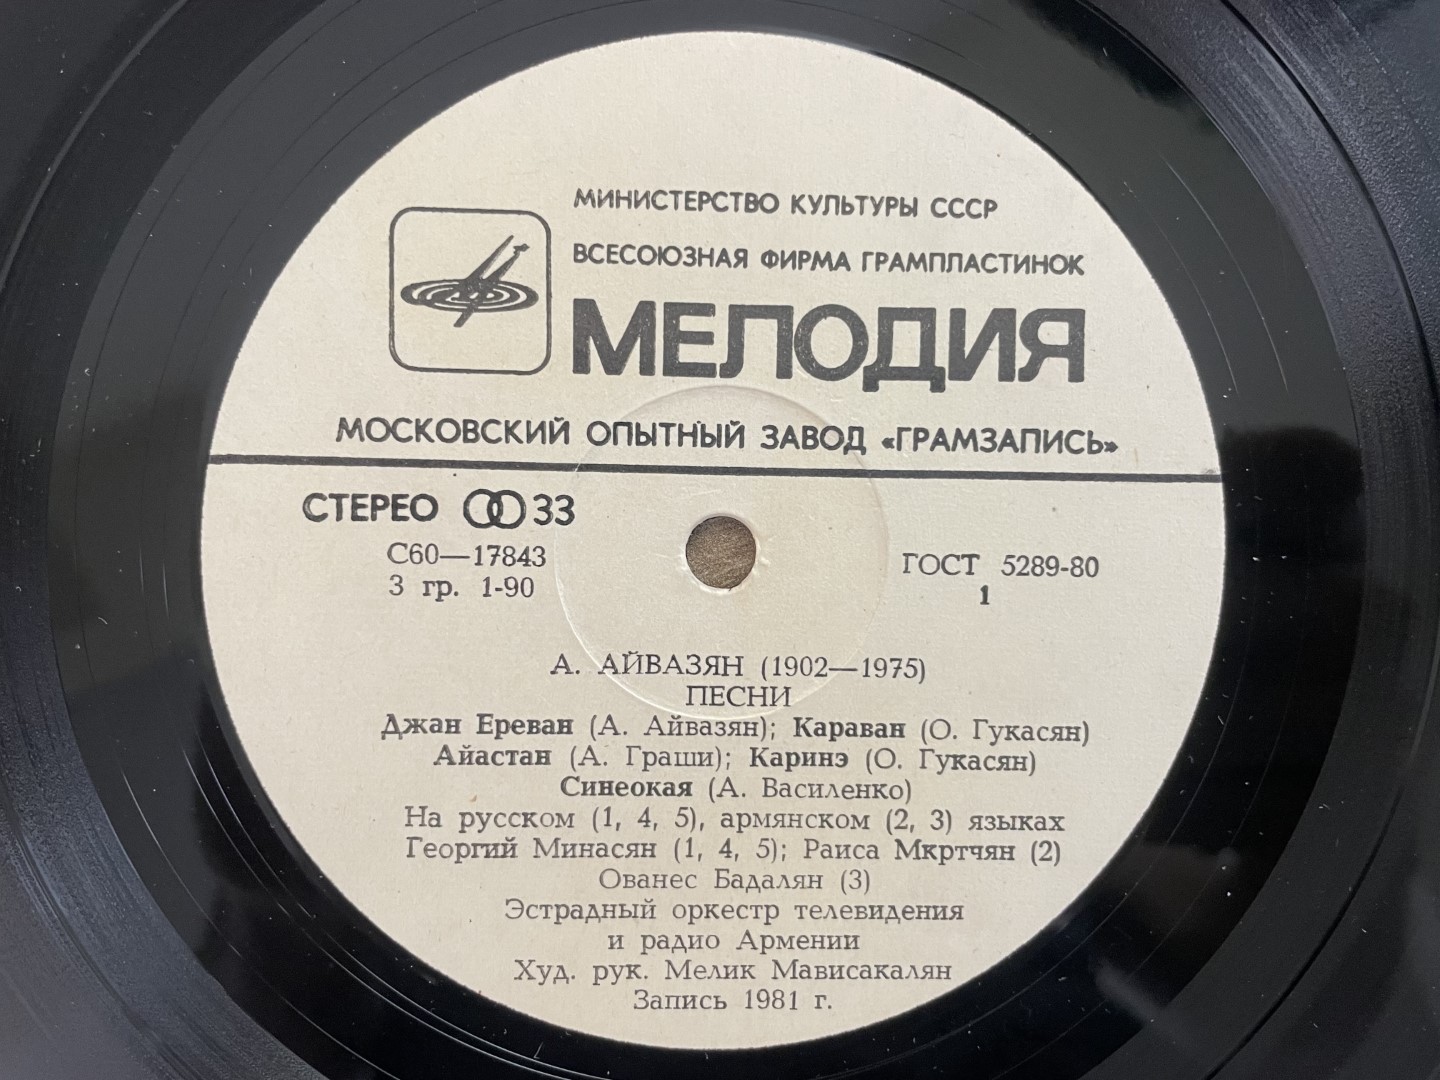 МИНИСТЕРСТВО КУЛЬТУРЫ СССР
ВСЕСОЮЗНАЯ ФИРМА ГРАМПЛАСТИНОК
МЕЛОДИЯ
МОСКОВСКИЙ ОПЫТНЫЙ ЗАВОД «ГРАМЗАПИСЬ»
СТЕРЕО 33
С60—17843
3 гр. 1-90
ГОСТ 5289-80
1
А. АЙВАЗЯН (1902—1975)
ПЕСНИ
Джан Ереван (А. Айвазян); Караван (О. Гукасян)
Айастан (А. Граши); Каринэ (О. Гукасян)
Синеокая (А. Василенко)
На русском (1, 4, 5), армянском (2, 3) языках
Георгий Минасян (1, 4, 5); Раиса Мкртчян (2)
Ованес Бадалян (3)
Эстрадный оркестр телевидения
и радио Армении
Худ. рук. Мелик Мависакалян
Запись 1981 г.